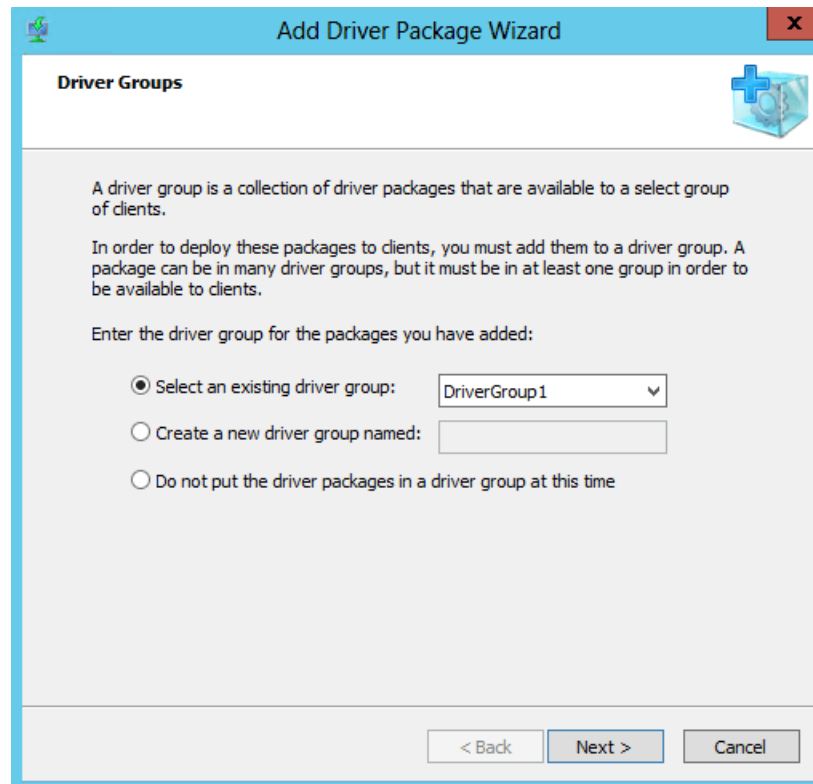 Add Driver Package Wizard
x
Driver Groups
A driver group is a collection of driver packages that are available to a select group
of clients.
In order to deploy these packages to clients, you must add them to a driver group. A
package can be in many driver groups, but it must be in at least one group in order to
be available to clients.
Enter the driver group for the packages you have added:
Select an existing driver group: DriverGroup1
Create a new driver group named:
Do not put the driver packages in a driver group at this time
< Back Next > Cancel